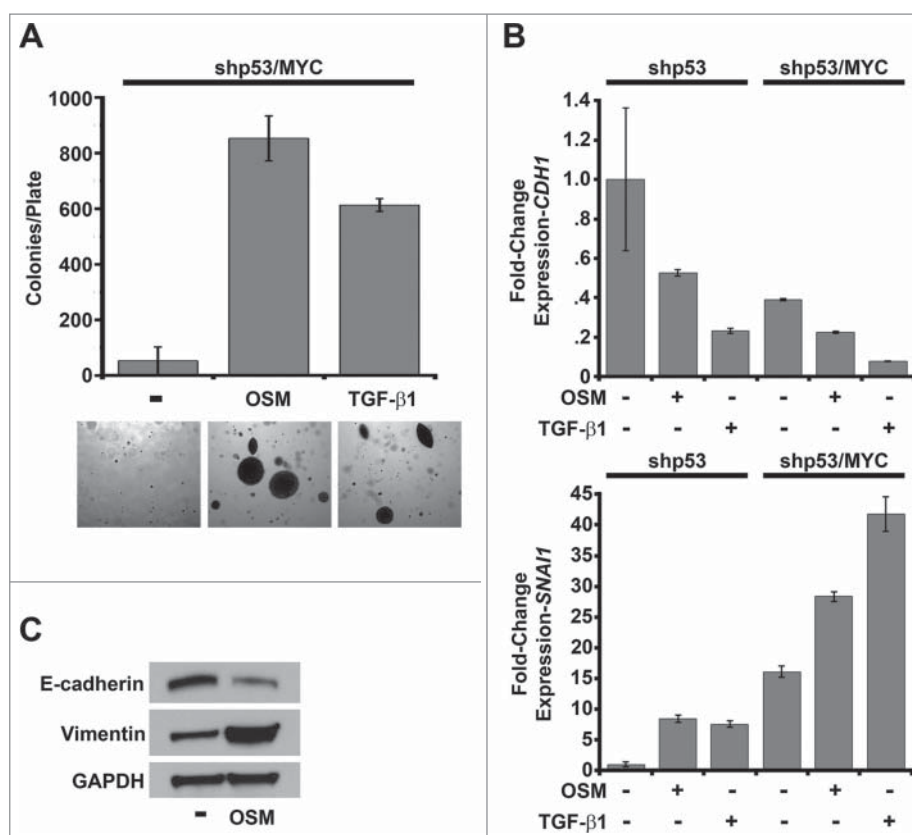 A
shp53/MYC
1000
800
600
400
200
0
Colonies/Plate
- OSM TGF-β1
B
shp53 shp53/MYC
1.4
1.2
1.0
.8
.6
.4
.2
0
Fold-Change
Expression-CDH1
OSM - + - - + -
TGF-β1 - - + - - +
shp53 shp53/MYC
45
40
35
30
25
20
15
10
5
0
Fold-Change
Expression-SNAI1
OSM - + - - + -
TGF-β1 - - + - - +
C
E-cadherin
Vimentin
GAPDH
- OSM